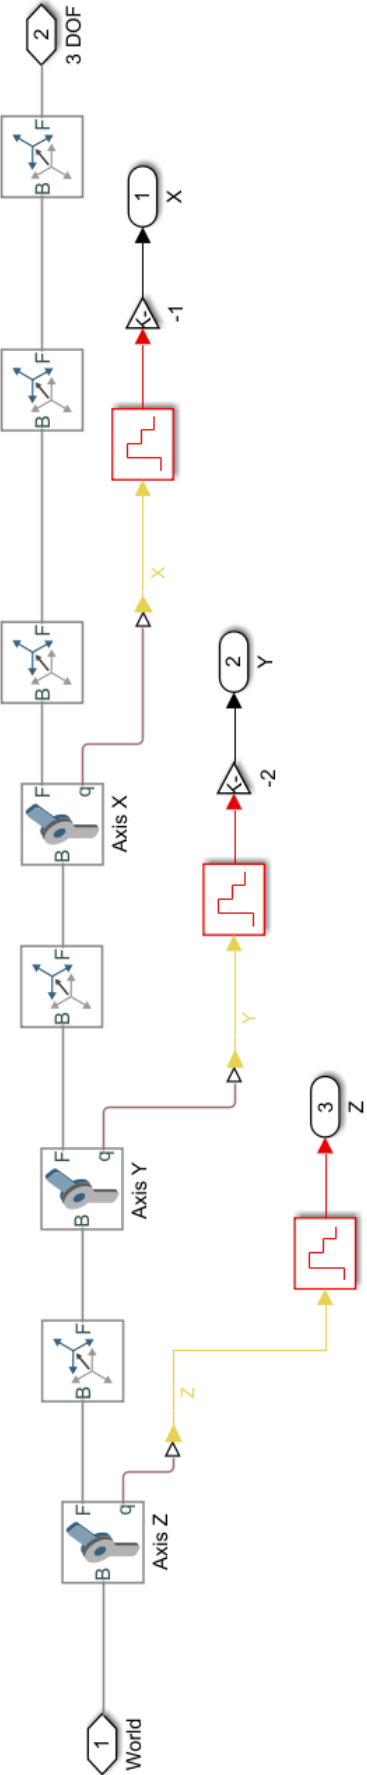 1
World
B
F
q
Axis Z
B F
B
F
q
Axis Y
B F
B
F
q
Axis X
B F
B F
B F
2
3 DOF
X
K-
-1
1
X
Y
K-
-2
2
Y
Z
3
Z